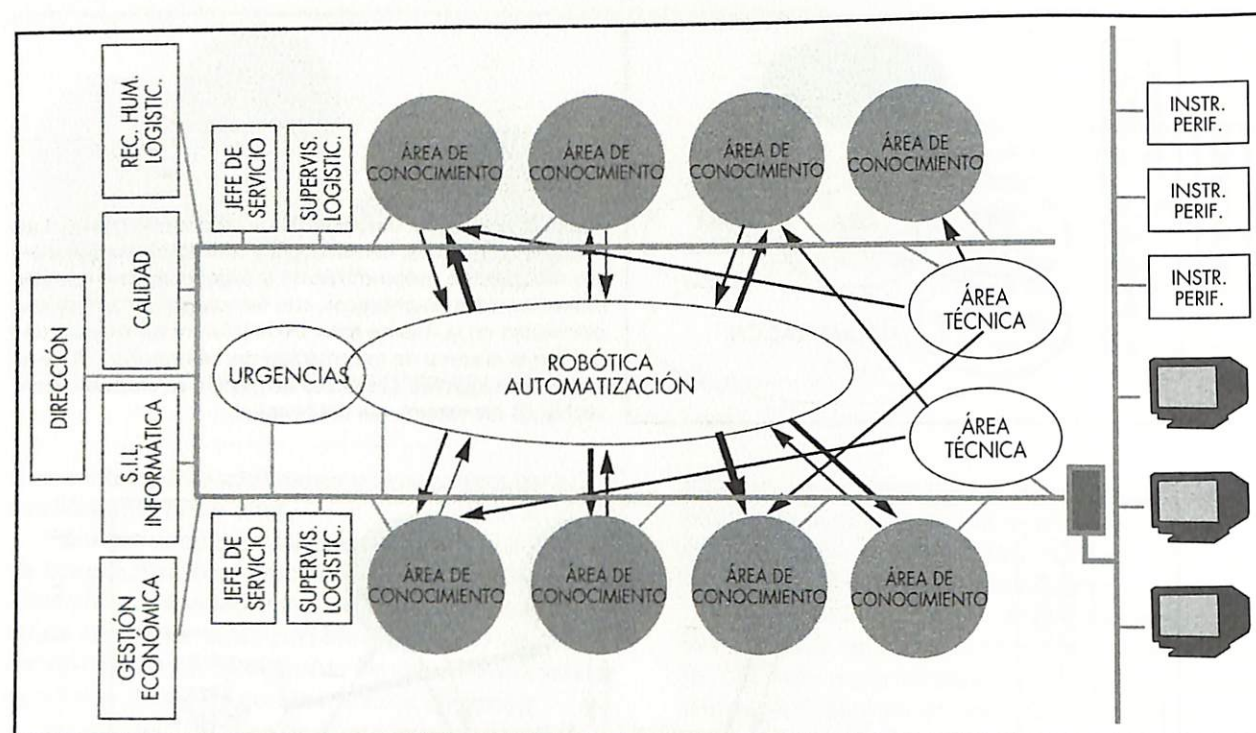 DIRECCIÓN
REC. HUM.
LOGISTIC.
CALIDAD
S.I.L,
INFORMÁTICA
GESTIÓN
ECONÓMICA
JEFE DE
SERVICIO
SUPERVIS.
LOGISTIC.
ÁREA DE
CONOCIMIENTO
ÁREA DE
CONOCIMIENTO
ÁREA DE
CONOCIMIENTO
ÁREA DE
CONOCIMIENTO
URGENCIAS
ROBÓTICA
AUTOMATIZACIÓN
ÁREA
TÉCNICA
ÁREA
TÉCNICA
JEFE DE
SERVICIO
SUPERVIS.
LOGISTIC.
ÁREA DE
CONOCIMIENTO
ÁREA DE
CONOCIMIENTO
ÁREA DE
CONOCIMIENTO
ÁREA DE
CONOCIMIENTO
INSTR.
PERIF.
INSTR.
PERIF.
INSTR.
PERIF.